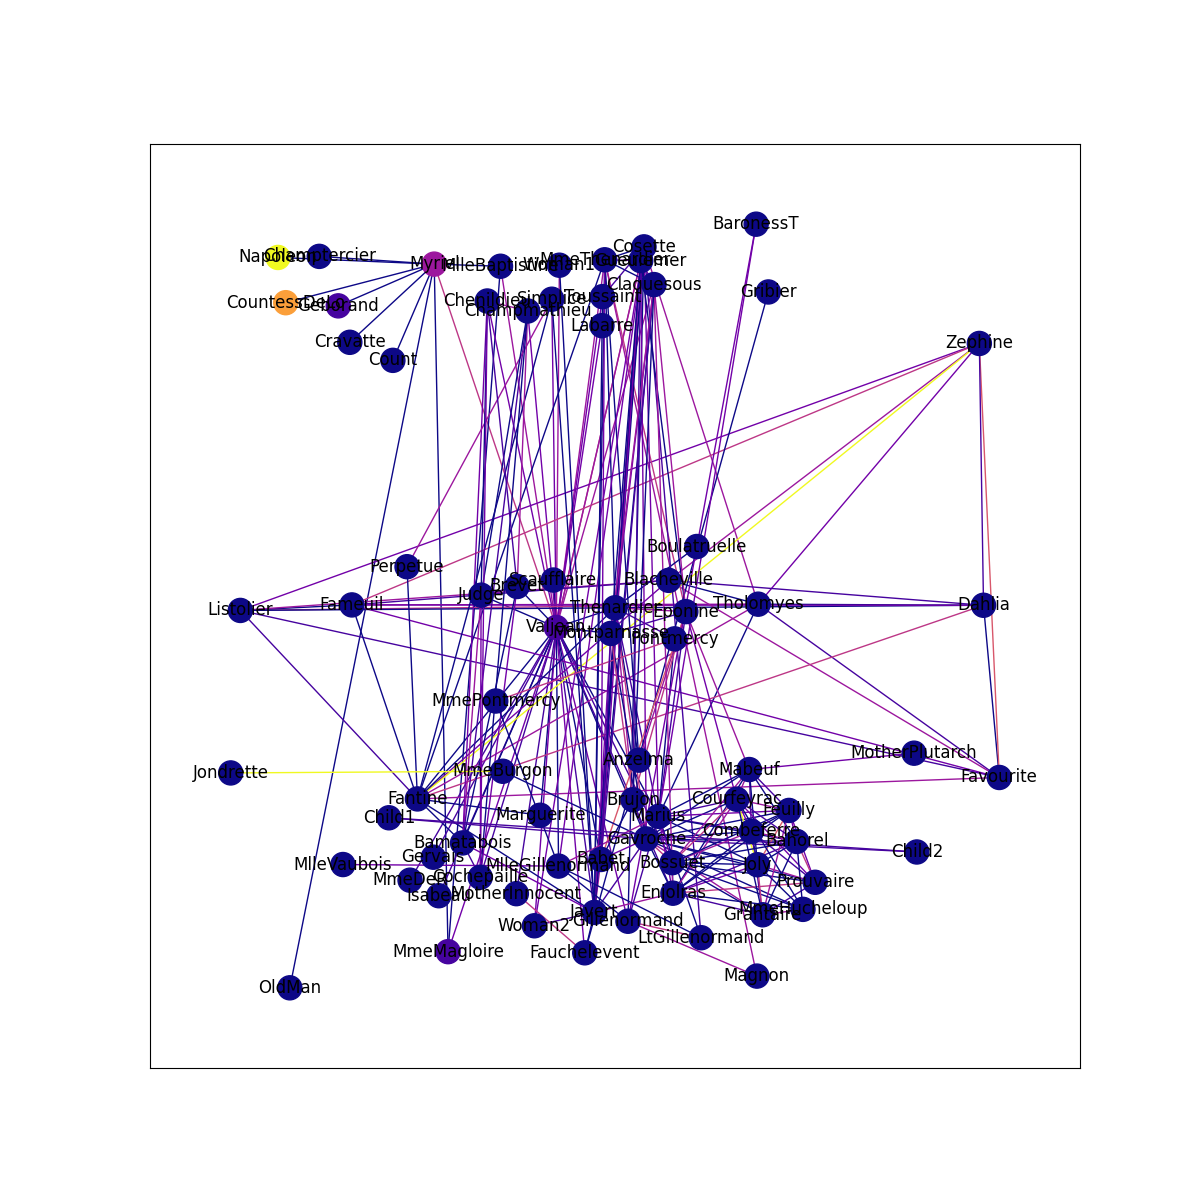 BaronessT
Cosette
Napoleon
Champtercier
Myriel
MlleBaptistine
Woman1
MmeThenardier
Gueulemer
Claquesous
Gribier
CountessDeLo
Geborand
Chenildieu
Simplice
Toussaint
Champmathieu
Labarre
Cravatte
Count
Zephine
Boulatruelle
Perpetue
Judge
Brevet
Scaufflaire
Blacheville
Listolier
Fameuil
Thenardier
Eponine
Tholomyes
Dahlia
Valjean
Montparnasse
Pontmercy
MmePontmercy
Jondrette
MmeBurgon
Anzelma
Mabeuf
MotherPlutarch
Favourite
Fantine
Child1
Marguerite
Brujon
Marius
Courfeyrac
Feuilly
Combeferre
Bahorel
Gavroche
Bamatabois
Gervais
MlleVaubois
MlleGillenormand
Babet
Bossuet
Joly
Child2
Cochepaille
Isabeau
MotherInnocent
Enjolras
Prouvaire
Grantaire
MmeHucheloup
Javert
Gillenormand
Woman2
LtGillenormand
MmeMagloire
Fauchelevent
Magnon
OldMan